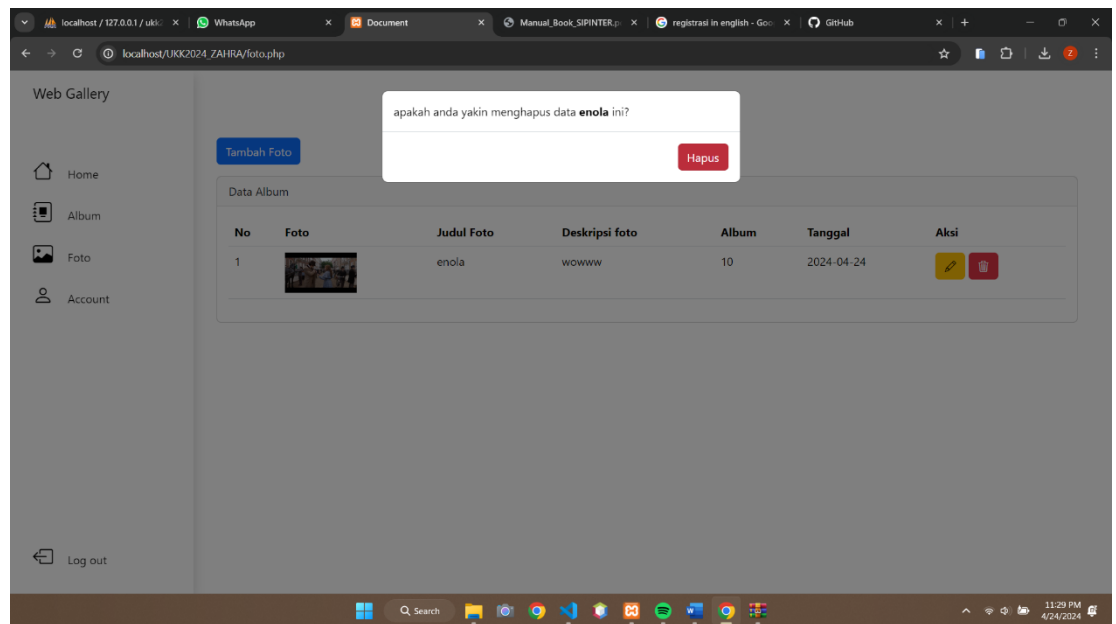 localhost / 127.0.0.1 / ukk
WhatsApp
Document
Manual_Book_SIPINTER.p
registrasi in english - Goo
GitHub
localhost/UKK2024_ZAHRA/foto.php
Z
Web Gallery
apakah anda yakin menghapus data enola ini?
Hapus
Tambah Foto
Home
Album
Foto
Account
Log out
Data Album
No Foto Judul Foto Deskripsi foto Album Tanggal Aksi
1 enola wowww 10 2024-04-24
Search
11:29 PM
4/24/2024